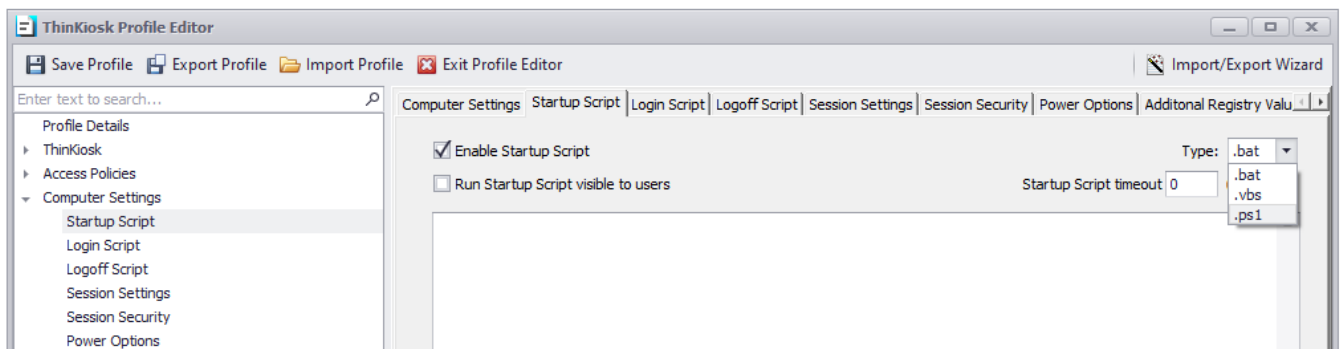 ThinKiosk Profile Editor
Save Profile Export Profile Import Profile Exit Profile Editor Import/Export Wizard
Enter text to search...
Computer Settings Startup Script Login Script Logoff Script Session Settings Session Security Power Options Additonal Registry Valu
Profile Details
ThinKiosk
Access Policies
Computer Settings
Startup Script
Login Script
Logoff Script
Session Settings
Session Security
Power Options
Enable Startup Script Type: .bat
Run Startup Script visible to users Startup Script timeout 0
.bat
.vbs
.ps1